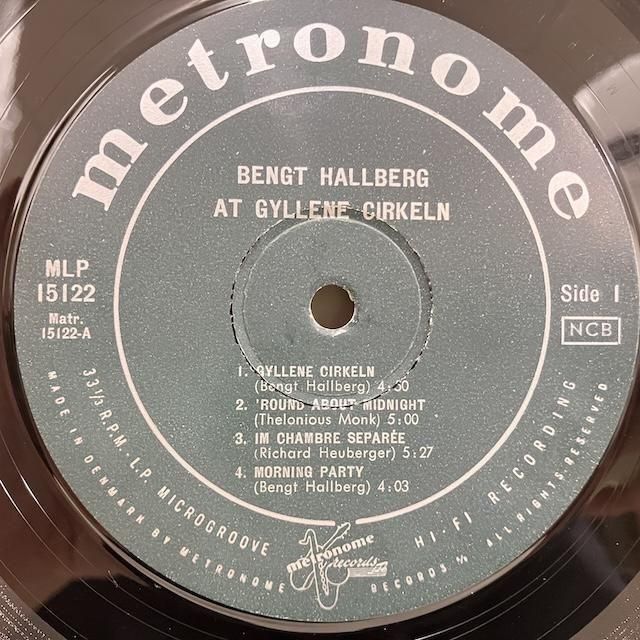 metronome
BENGT HALLBERG
AT GYLLENE CIRKELN
MLP
15122
Matr.
15122-A
Side 1
NCB
1. GYLLENE CIRKELN
(Bengt Hallberg) 4:50
2. 'ROUND ABOUT MIDNIGHT
(Thelonious Monk) 5:00
3. IM CHAMBRE SEPARÉE
(Richard Heuberger) 5:27
4. MORNING PARTY
(Bengt Hallberg) 4:03
33 1/3 R.P.M. - L.P. MICROGROOVE
HI-FI RECORDING
MADE IN DENMARK BY METRONOME RECORDS A/S ALL RIGHTS RESERVED
metronome
records